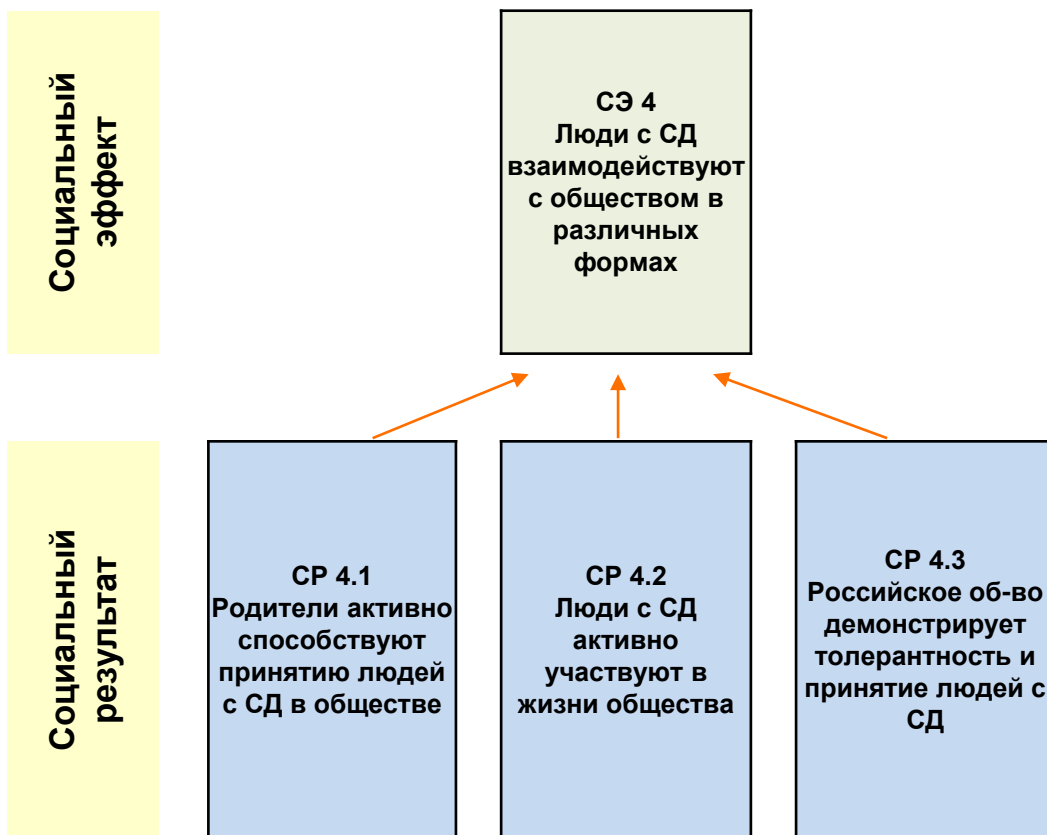 Социальный
эффект
СЭ 4
Люди с СД
взаимодействуют
с обществом в
различных
формах
Социальный
результат
СР 4.1
Родители активно
способствуют
принятию людей
с СД в обществе
СР 4.2
Люди с СД
активно
участвуют в
жизни общества
СР 4.3
Российское об-во
демонстрирует
толерантность и
принятие людей с
СД